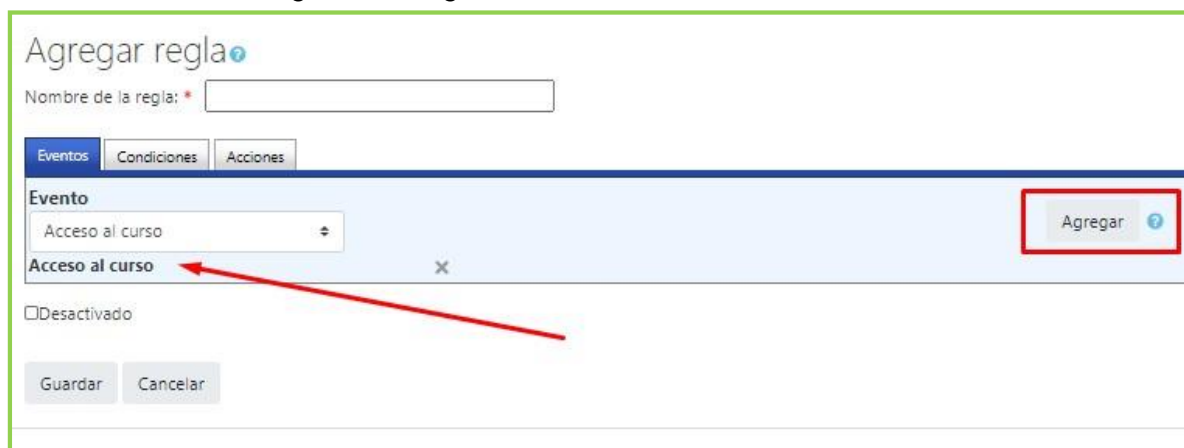 Agregar regla
Nombre de la regla: *
Eventos Condiciones Acciones
Evento
Acceso al curso
Agregar
Acceso al curso
Desactivado
Guardar Cancelar